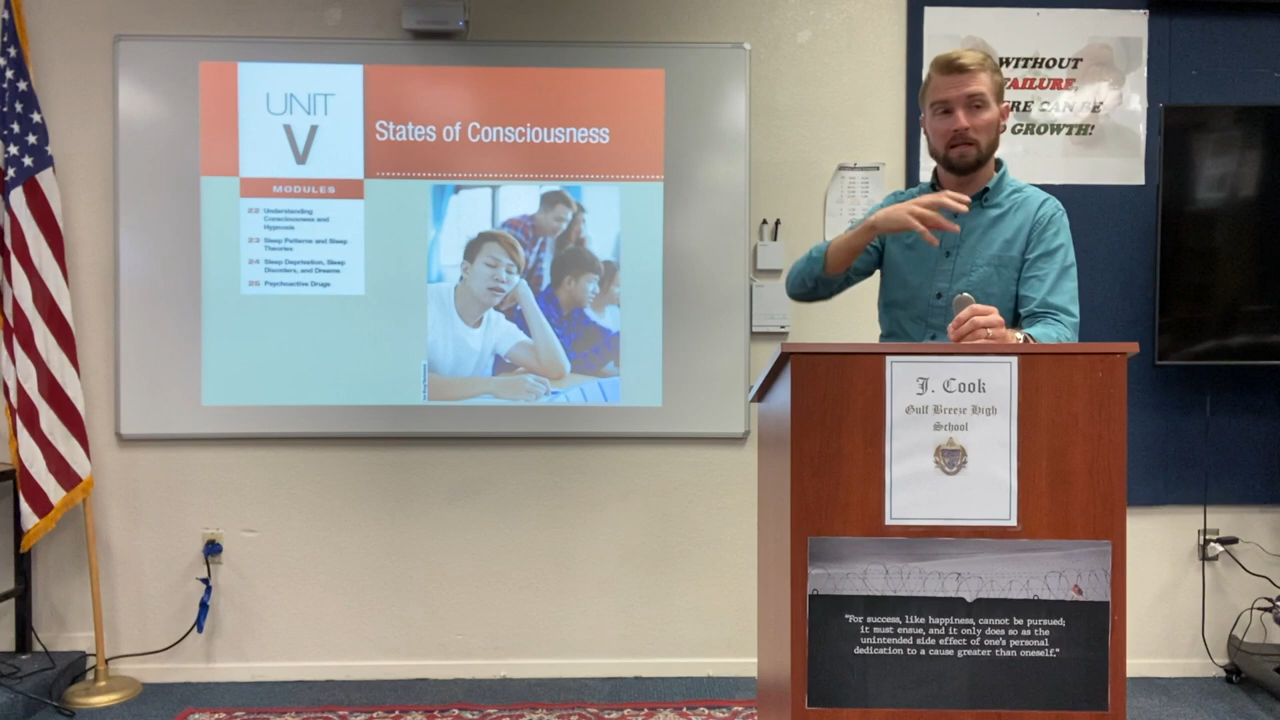 UNIT
V
States of Consciousness
MODULES
22 Understanding
Consciousness and
Hypnosis
23 Sleep Patterns and Sleep
Theories
24 Sleep Deprivation, Sleep
Disorders, and Dreams
25 Psychoactive Drugs
WITHOUT
FAILURE,
CAN BE
GROWTH!
J. Cook
Gulf Breeze High
School
"For success, like happiness, cannot be pursued;
it must ensue, and it only does so as the
unintended side effect of one's personal
dedication to a cause greater than oneself."